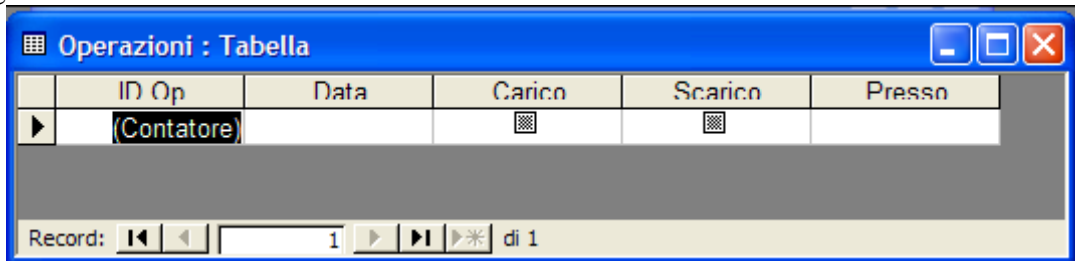 Operazioni : Tabella
ID Op Data Carico Scarico Presso
(Contatore)
Record: 1 di 1